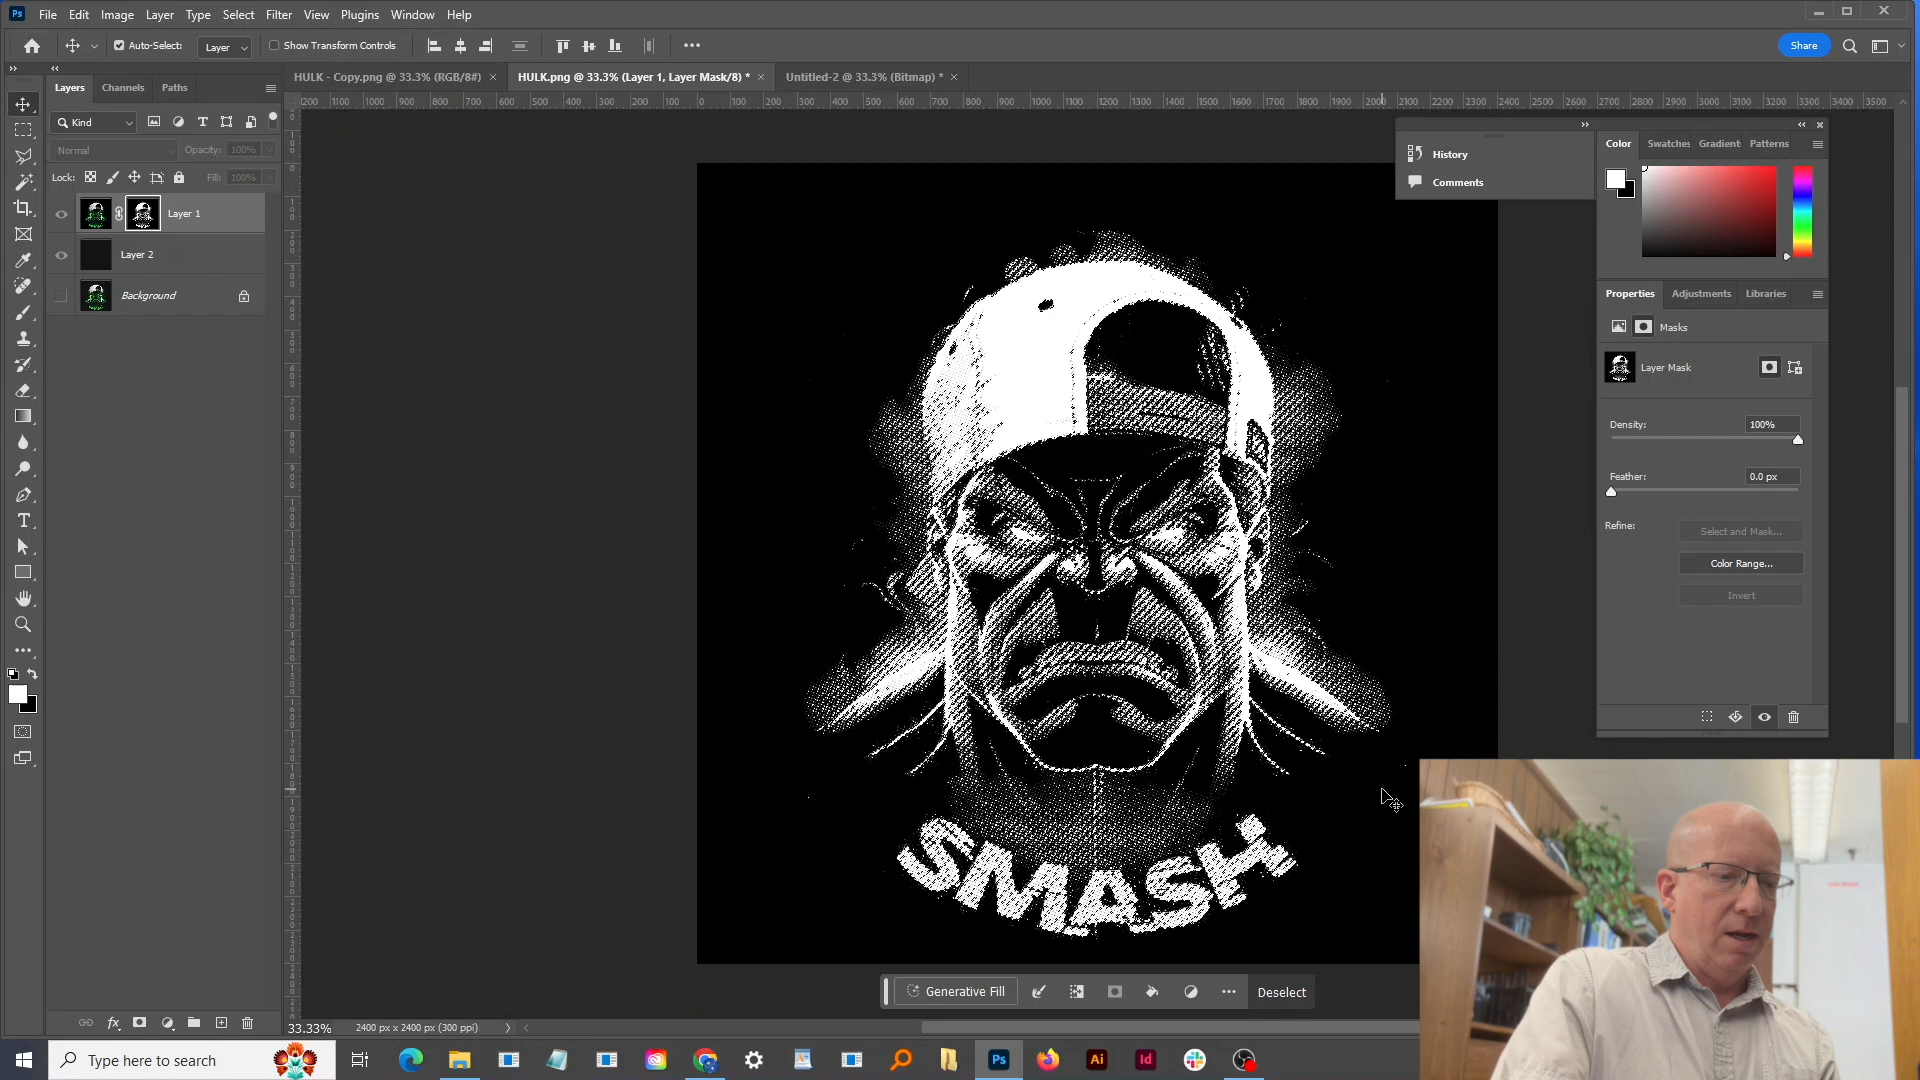 Ps File Edit Image Layer Type Select Filter View Plugins Window Help
Auto-Select: Layer Show Transform Controls Share
HULK - Copy.png @ 33.3% (RGB/8#) HULK.png @ 33.3% (Layer 1, Layer Mask/8) * Untitled-2 @ 33.3% (Bitmap) *
Layers Channels Paths
Kind
Normal Opacity: 100%
Lock: Fill: 100%
Layer 1
Layer 2
Background
History
Comments
Color Swatches Gradient Patterns
Properties Adjustments Libraries
Masks
Layer Mask
Density: 100%
Feather: 0.0 px
Refine: Select and Mask...
Color Range...
Invert
SMASH
Generative Fill Deselect
33.33% 2400 px x 2400 px (300 ppi)
Type here to search
Ps Ai Id